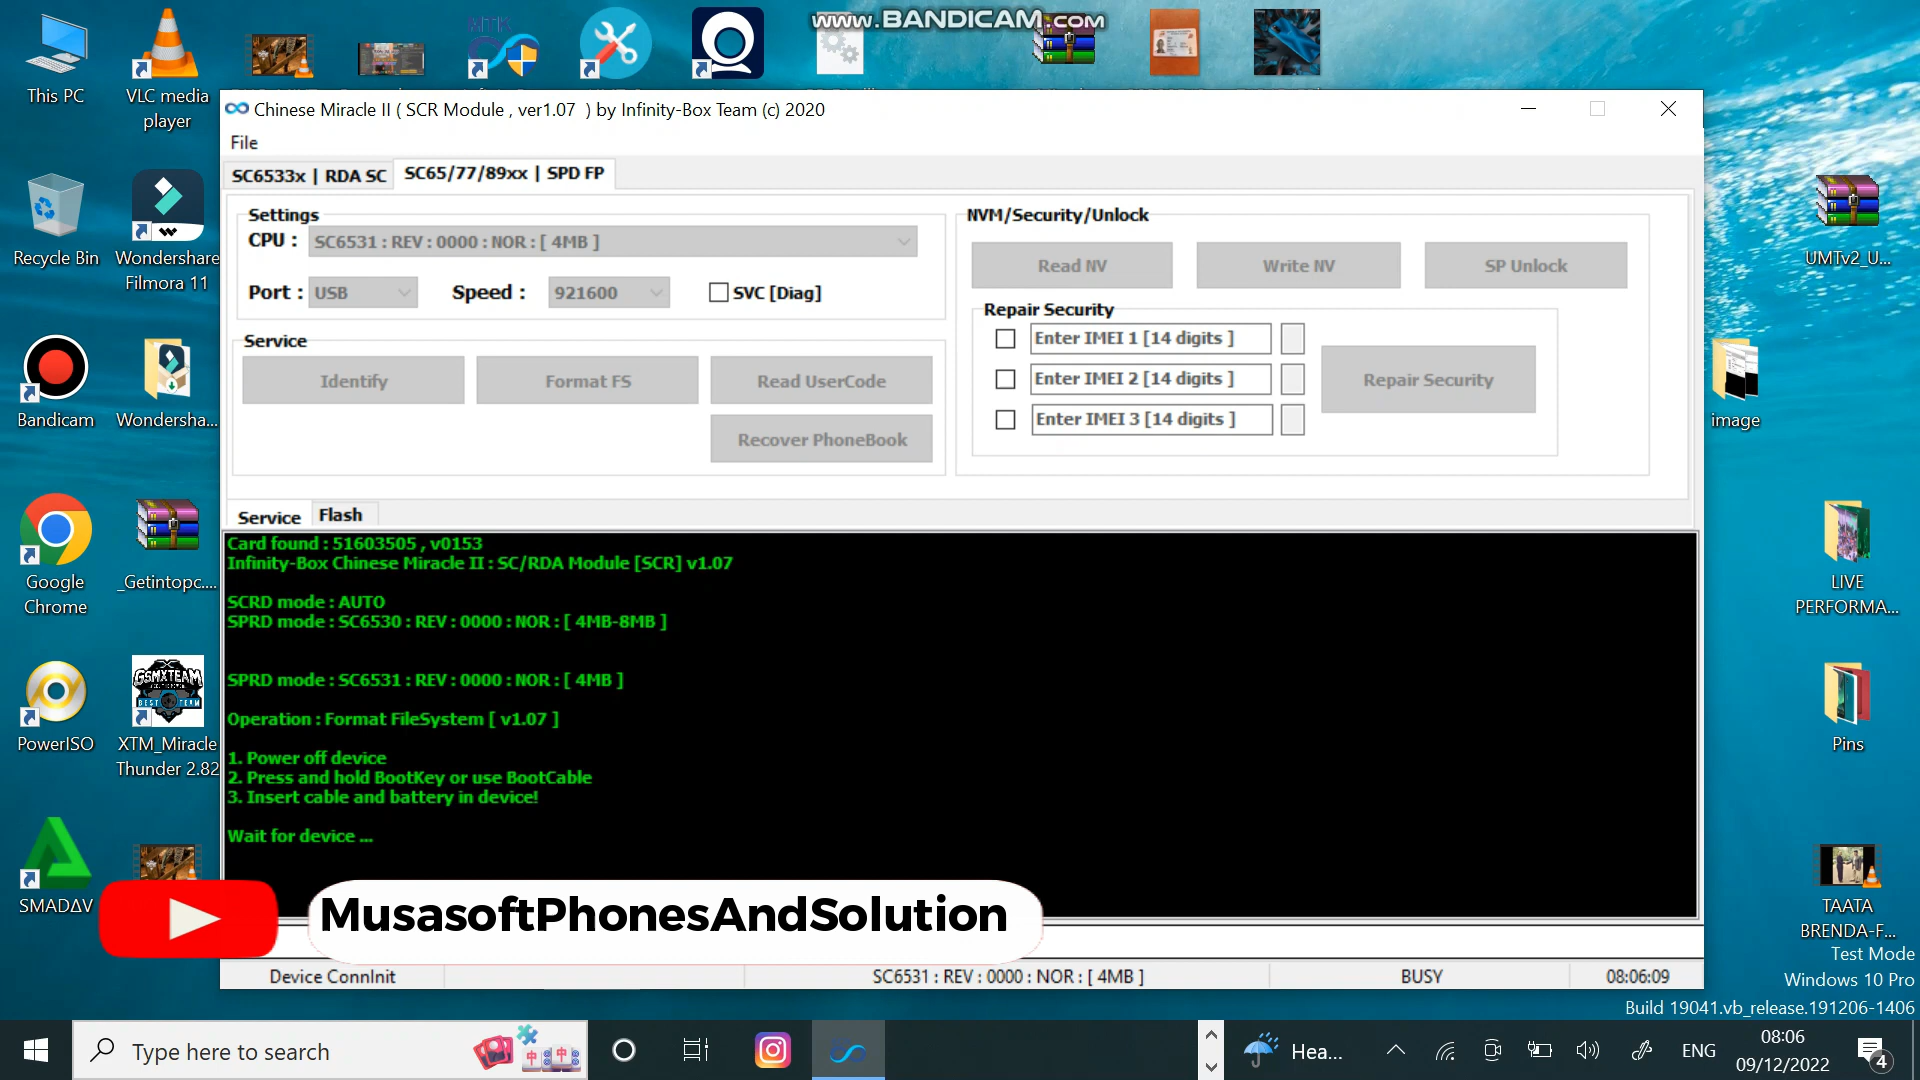 www.BANDICAM.com
MTK
This PC
VLC media
player
Recycle Bin
Wondershare
Filmora 11
Bandicam
Wondersha...
Google
Chrome
_Getintopc....
PowerISO
GSMXTEAM
BEST TEAM
XTM_Miracle
Thunder 2.82
SMADΔV
Chinese Miracle II ( SCR Module , ver1.07 ) by Infinity-Box Team (c) 2020
File
SC6533x | RDA SC
SC65/77/89xx | SPD FP
Settings
CPU :
SC6531 : REV : 0000 : NOR : [ 4MB ]
Port :
USB
Speed :
921600
SVC [Diag]
Service
Identify
Format FS
Read UserCode
Recover PhoneBook
NVM/Security/Unlock
Read NV
Write NV
SP Unlock
Repair Security
Enter IMEI 1 [14 digits ]
Enter IMEI 2 [14 digits ]
Enter IMEI 3 [14 digits ]
Repair Security
Service
Flash
Card found : 51603505 , v0153
Infinity-Box Chinese Miracle II : SC/RDA Module [SCR] v1.07
SCRD mode : AUTO
SPRD mode : SC6530 : REV : 0000 : NOR : [ 4MB-8MB ]
SPRD mode : SC6531 : REV : 0000 : NOR : [ 4MB ]
Operation : Format FileSystem [ v1.07 ]
1. Power off device
2. Press and hold BootKey or use BootCable
3. Insert cable and battery in device!
Wait for device ...
MusasoftPhonesAndSolution
Device ConnInit
SC6531 : REV : 0000 : NOR : [ 4MB ]
BUSY
08:06:09
UMTv2_U...
image
LIVE
PERFORMA...
Pins
TAATA
BRENDA-F...
Test Mode
Windows 10 Pro
Build 19041.vb_release.191206-1406
Type here to search
Hea...
ENG
08:06
09/12/2022
4